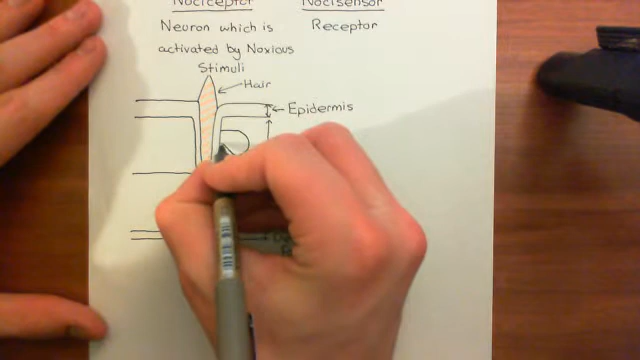 Nociceptor
Nocisensor
Neuron which is
activated by Noxious
Stimuli
Receptor
Hair
Epidermis